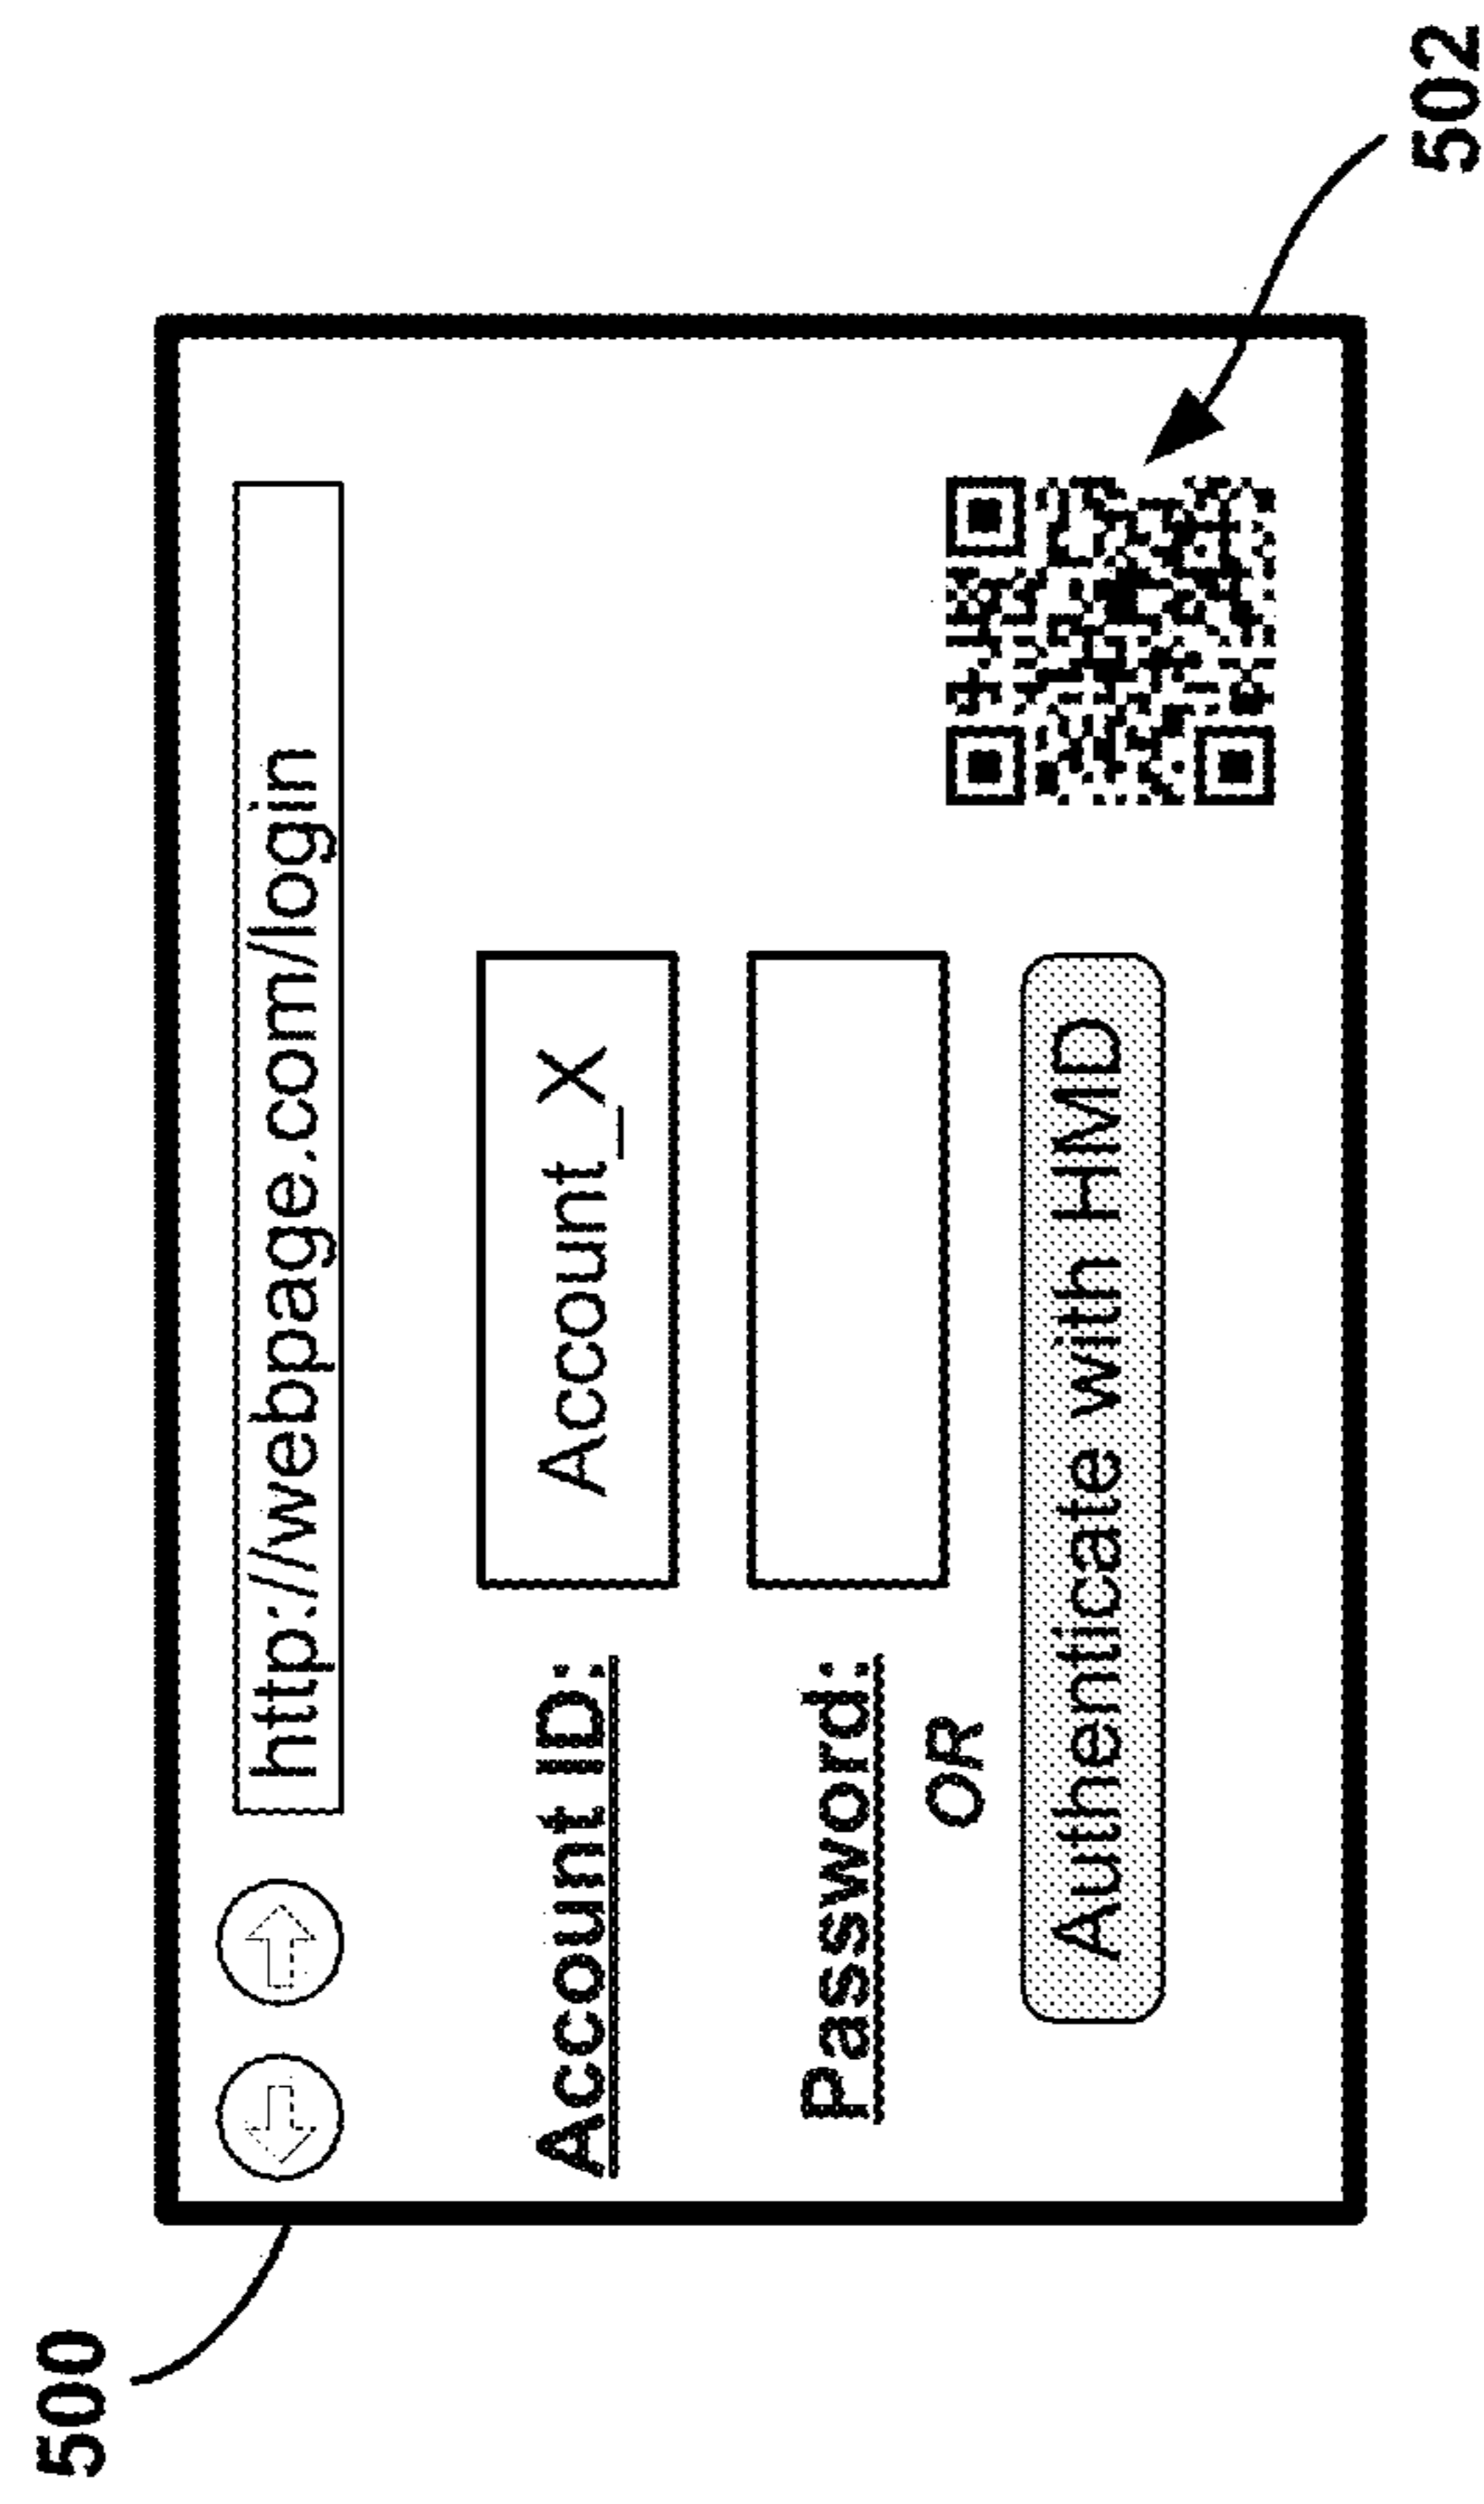 500
http://webpage.com/login
Account ID:
Account_X
Password:
OR
Authenticate with HMD
502